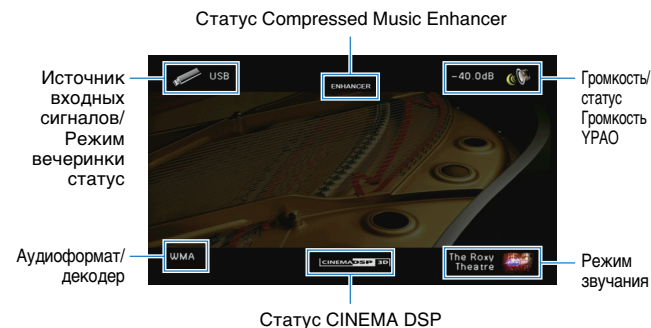 Статус Compressed Music Enhancer
Источник
входных
сигналов/
Режим
вечеринки
статус
USB
ENHANCER
-40.0dB
Громкость/
статус
Громкость
YPAO
Аудиоформат/
декодер
WMA
CINEMA DSP 3D
The Roxy
Theatre
Режим
звучания
Статус CINEMA DSP